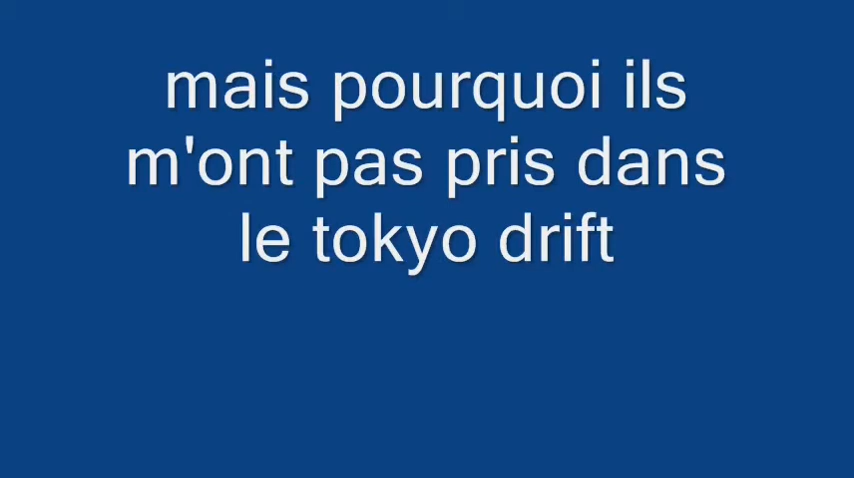 mais pourquoi ils
m'ont pas pris dans
le tokyo drift